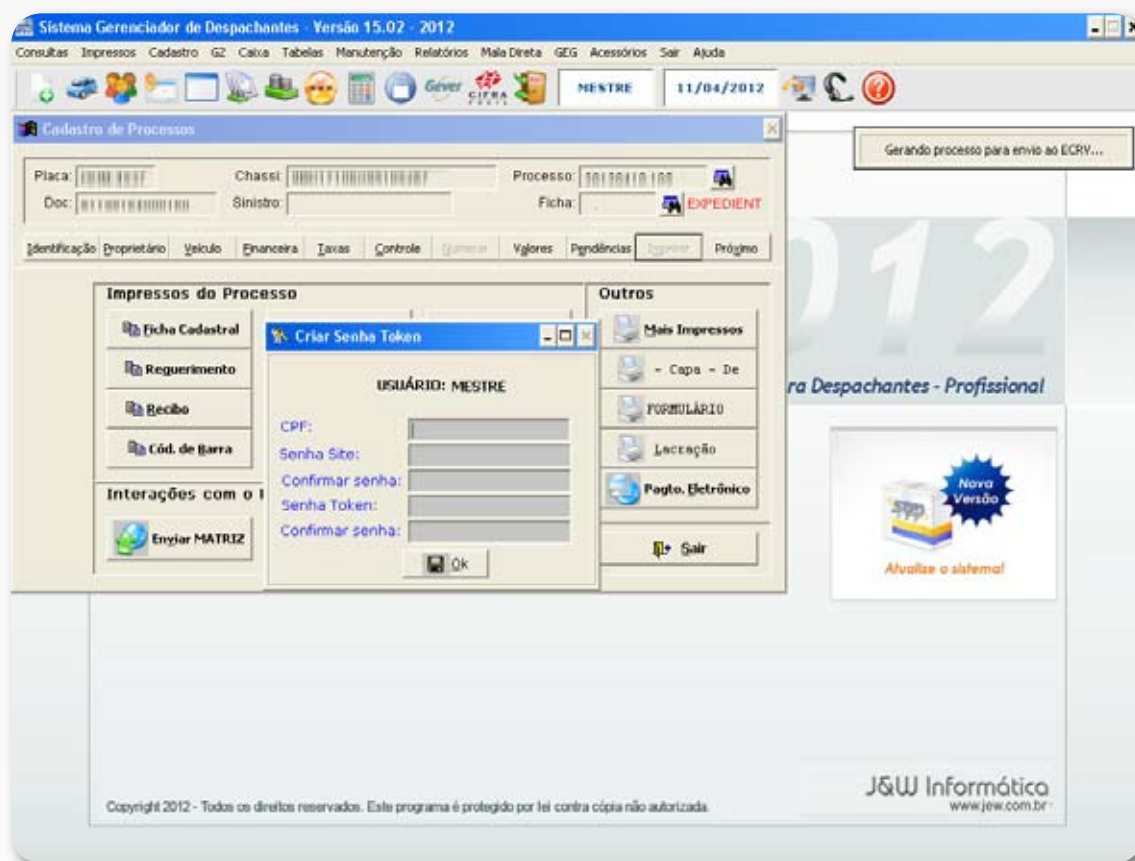 Sistema Gerenciador de Despachantes - Versão 15.02 - 2012
Consultas Impressos Cadastro G2 Caixa Tabelas Manutenção Relatórios Mala Direta GEG Acessórios Sair Ajuda
Gever CIFRA MESTRE 11/04/2012
Cadastro de Processos
Gerando processo para envio ao ECRV...
Placa: Chassi: Processo:
Doc: Sinistro: Ficha: EXPEDIENT
Identificação Proprietário Veículo Financeira Taxas Controle Valores Pendências Imprimir Próximo
2012
Impressos do Processo Outros
Ficha Cadastral Mais Impressos
Criar Senha Token
Requerimento - Capa - De
ra Despachantes - Profissional
USUÁRIO: MESTRE
Recibo FORMULÁRIO
CPF:
Cód. de Barra Lacração
Senha Site:
Confirmar senha:
Interações com o Pagto. Eletrônico
Nova Versão
Senha Token:
Confirmar senha:
Enviar MATRIZ
Sair
Ok
Atualize o sistema!
J&W Informática
www.jew.com.br
Copyright 2012 - Todos os direitos reservados. Este programa é protegido por lei contra cópia não autorizada.